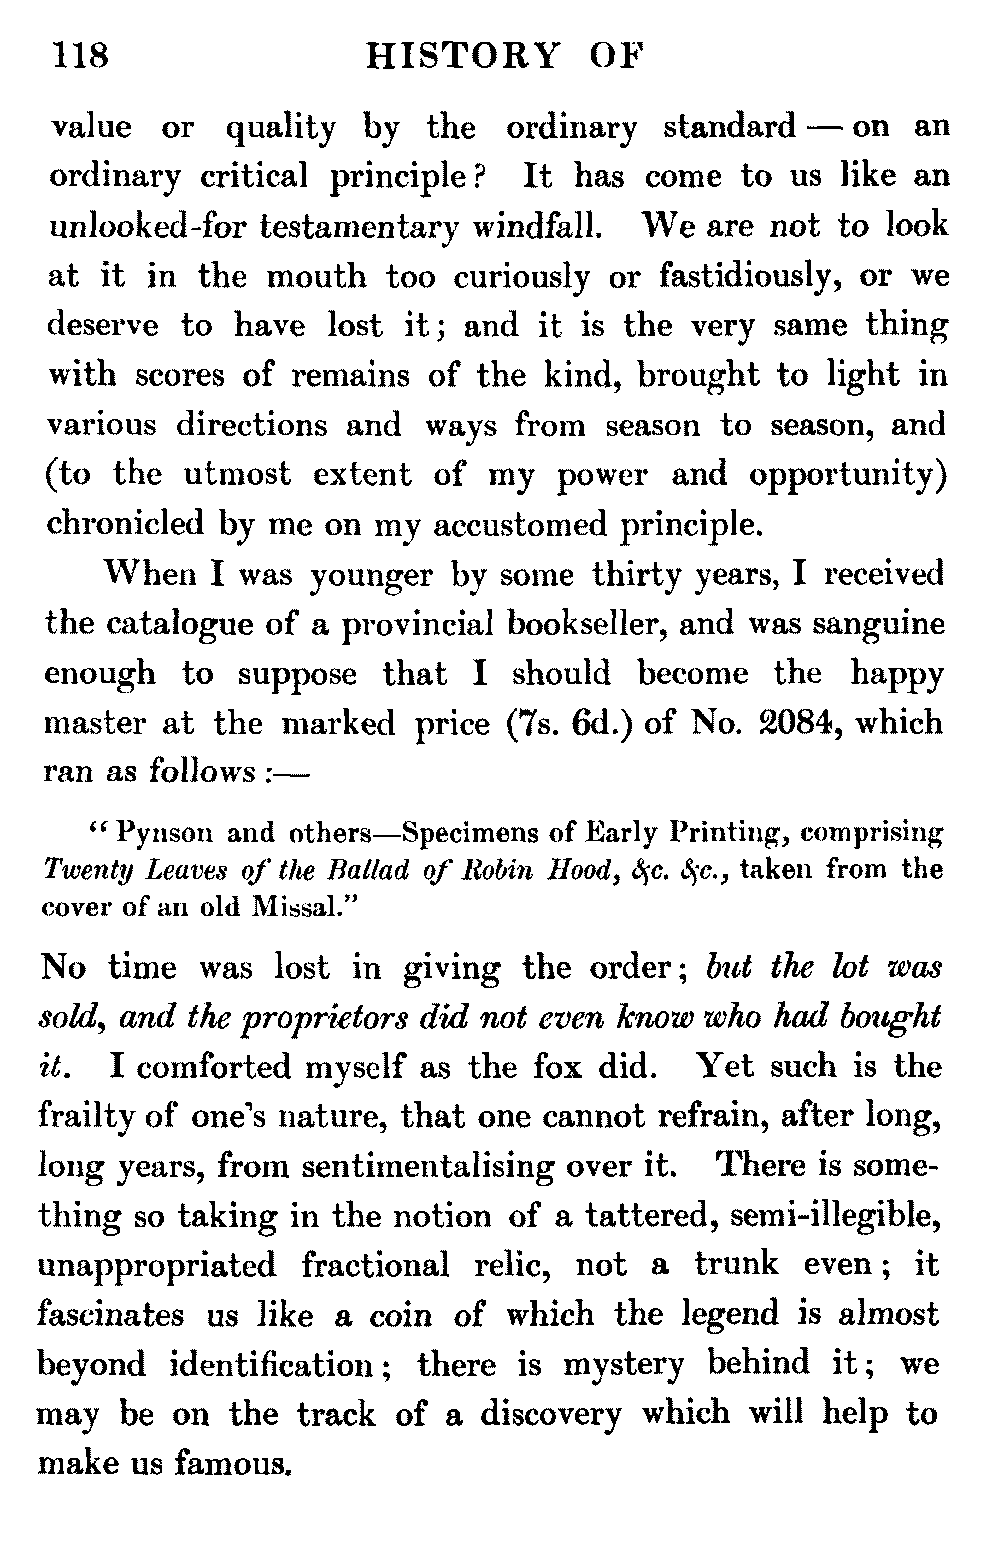 118 HISTORY OF
value or quality by the ordinary standard — on an
ordinary critical principle? It has come to us like an
unlooked-for testamentary windfall. We are not to look
at it in the mouth too curiously or fastidiously, or we
deserve to have lost it; and it is the very same thing
with scores of remains of the kind, brought to light in
various directions and ways from season to season, and
(to the utmost extent of my power and opportunity)
chronicled by me on my accustomed principle.
When I was younger by some thirty years, I received
the catalogue of a provincial bookseller, and was sanguine
enough to suppose that I should become the happy
master at the marked price (7s. 6d.) of No. 2084, which
ran as follows :—
“ Pynson and others—Specimens of Early Printing, comprising
Twenty Leaves of the Ballad of Robin Hood, &c. &c., taken from the
cover of an old Missal.”
No time was lost in giving the order; but the lot was
sold, and the proprietors did not even know who had bought
it. I comforted myself as the fox did. Yet such is the
frailty of one's nature, that one cannot refrain, after long,
long years, from sentimentalising over it. There is some-
thing so taking in the notion of a tattered, semi-illegible,
unappropriated fractional relic, not a trunk even; it
fascinates us like a coin of which the legend is almost
beyond identification; there is mystery behind it; we
may be on the track of a discovery which will help to
make us famous.